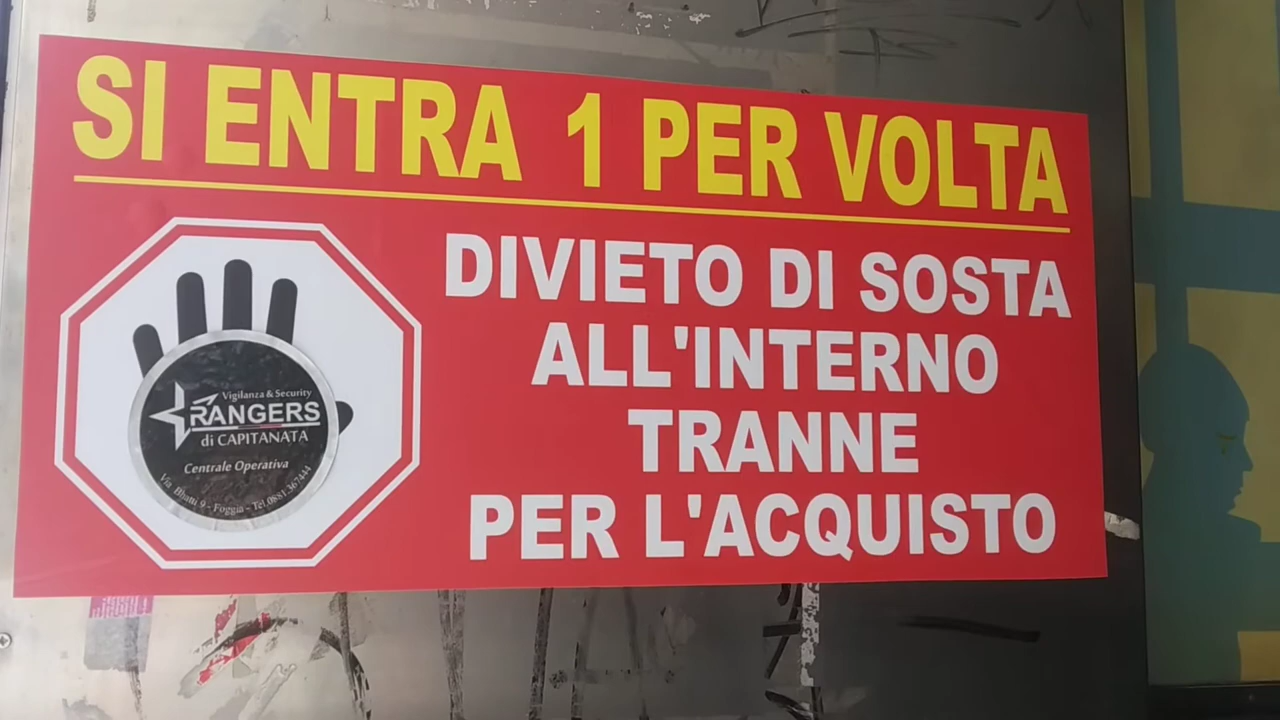 SI ENTRA 1 PER VOLTA
DIVIETO DI SOSTA
ALL'INTERNO
TRANNE
PER L'ACQUISTO
Vigilanza & Security
RANGERS
di CAPITANATA
Centrale Operativa
Via Bhatti 9 - Foggia - Tel.0881.367444